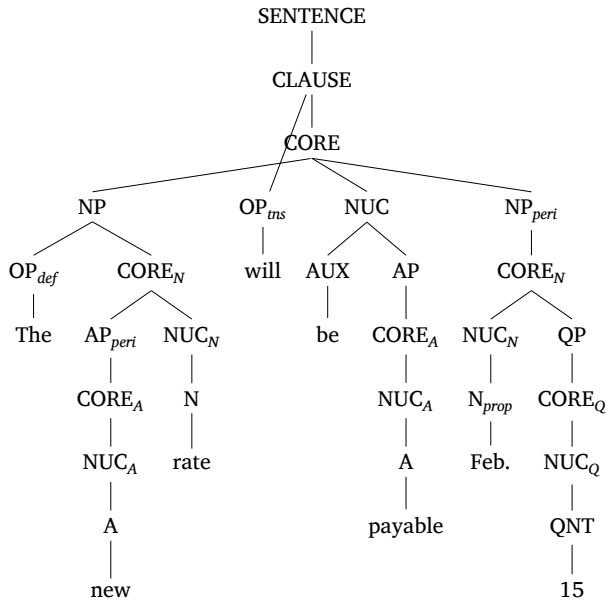 SENTENCE
CLAUSE
CORE
NP OPtns NUC NPperi
OPdef COREN will AUX AP COREN
The APperi NUCN be COREA NUCN QP
COREA N NUCA Nprop COREQ
NUCA rate A Feb. NUCQ
A payable QNT
new 15